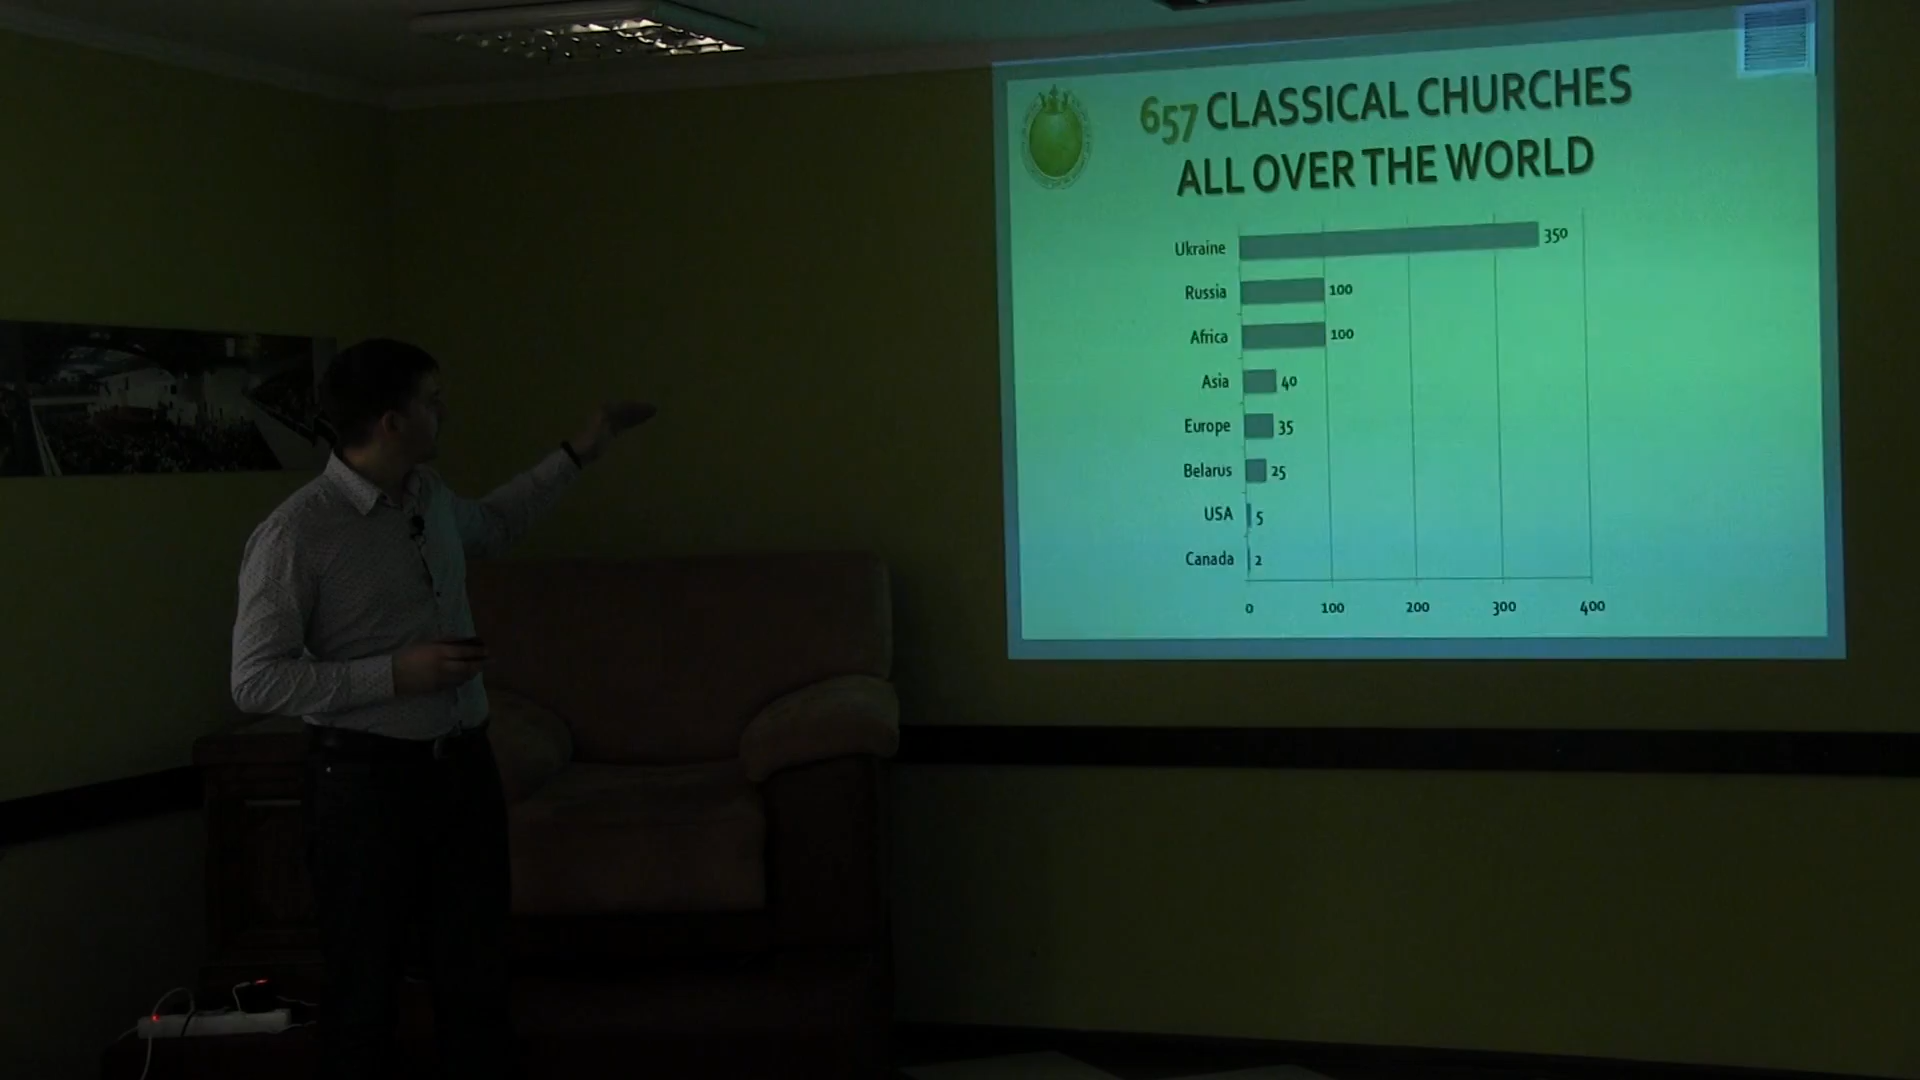 657 CLASSICAL CHURCHES
ALL OVER THE WORLD
Ukraine 350
Russia 100
Africa 100
Asia 40
Europe 35
Belarus 25
USA 5
Canada 2
0 100 200 300 400